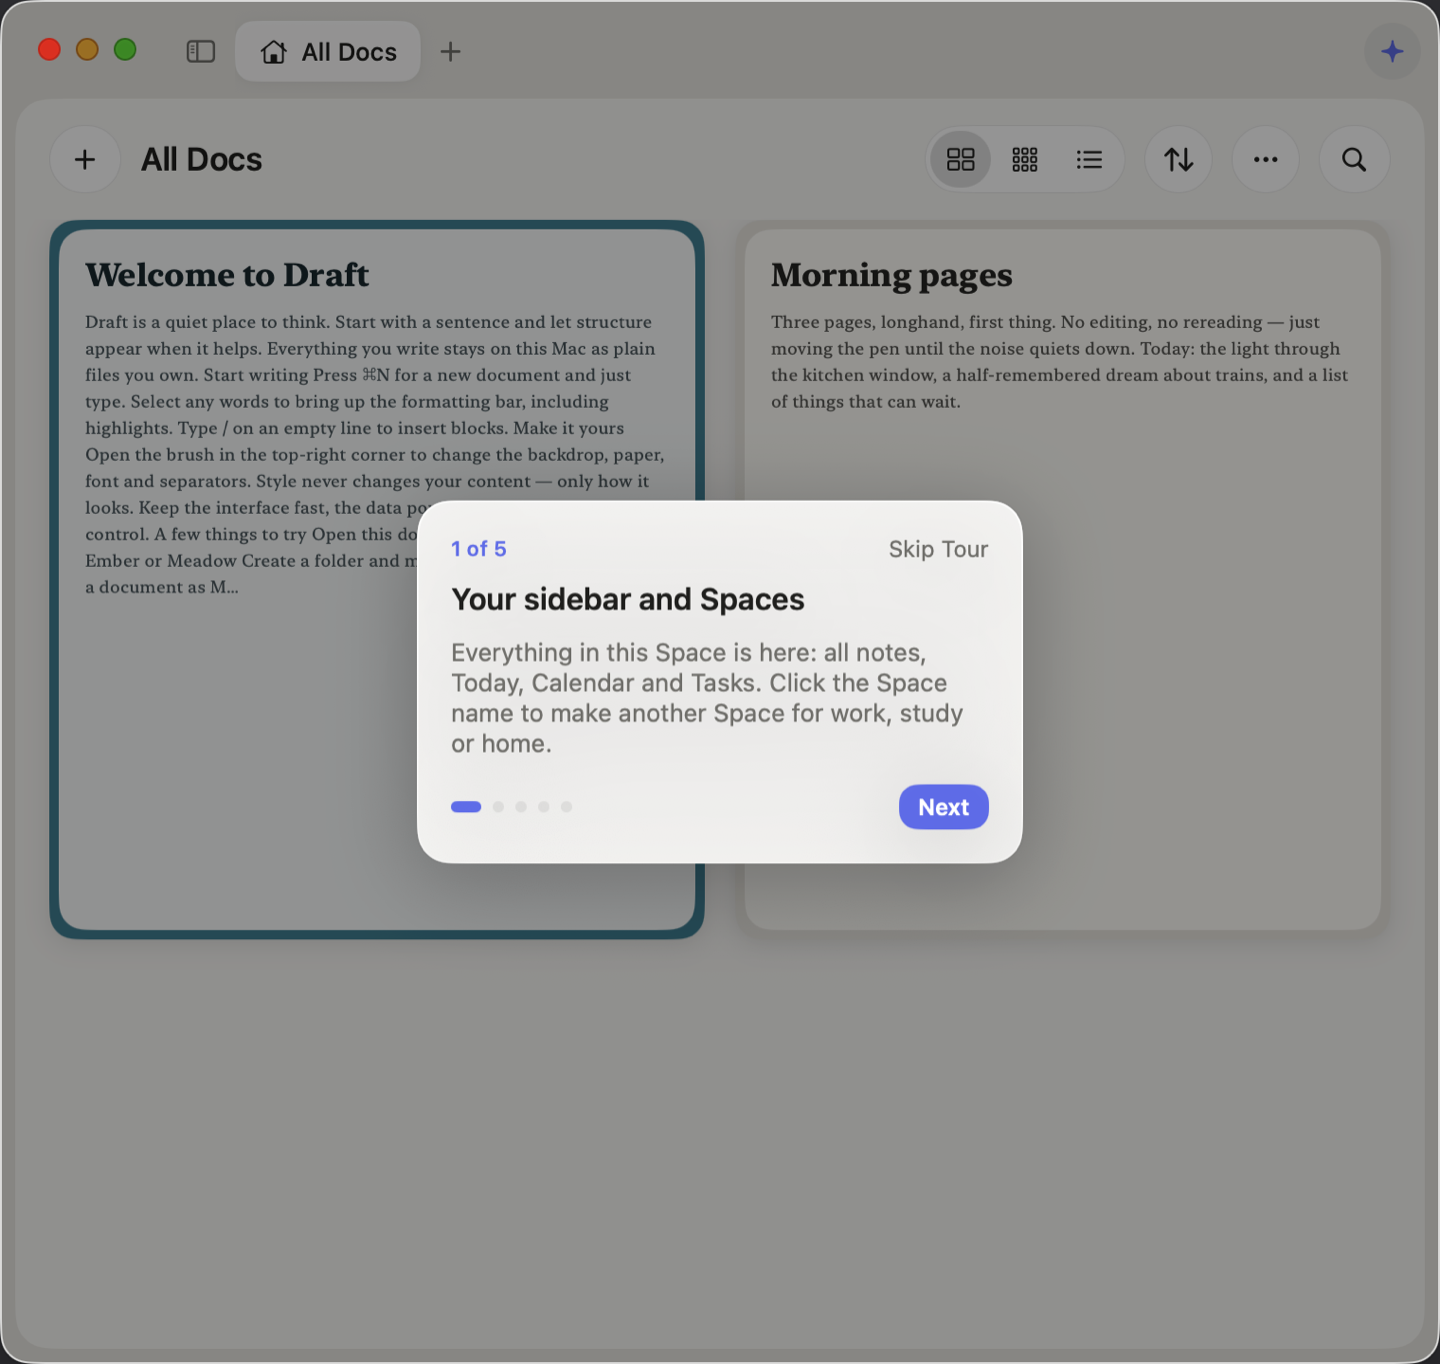 All Docs
All Docs
Welcome to Draft
Draft is a quiet place to think. Start with a sentence and let structure
appear when it helps. Everything you write stays on this Mac as plain
files you own. Start writing Press ⌘N for a new document and just
type. Select any words to bring up the formatting bar, including
highlights. Type / on an empty line to insert blocks. Make it yours
Open the brush in the top-right corner to change the backdrop, paper,
font and separators. Style never changes your content — only how it
looks. Keep the interface fast, the data
control. A few things to try Open this
Ember or Meadow Create a folder and
a document as M...
Morning pages
Three pages, longhand, first thing. No editing, no rereading — just
moving the pen until the noise quiets down. Today: the light through
the kitchen window, a half-remembered dream about trains, and a list
of things that can wait.
1 of 5
Skip Tour
Your sidebar and Spaces
Everything in this Space is here: all notes,
Today, Calendar and Tasks. Click the Space
name to make another Space for work, study
or home.
Next